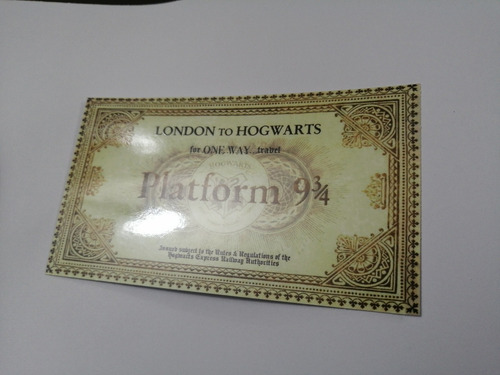 LONDON TO HOGWARTS
for ONE WAY...travel
HOGWARTS
Platform 9¾
Issued subject to the Rules & Regulations of the
Hogwarts Express Railway Authorities